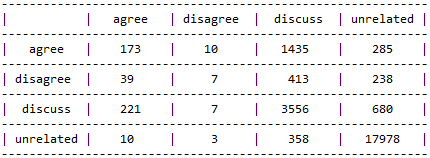 | | agree | disagree | discuss | unrelated |
| agree | 173 | 10 | 1435 | 285 |
| disagree | 39 | 7 | 413 | 238 |
| discuss | 221 | 7 | 3556 | 680 |
| unrelated | 10 | 3 | 358 | 17978 |